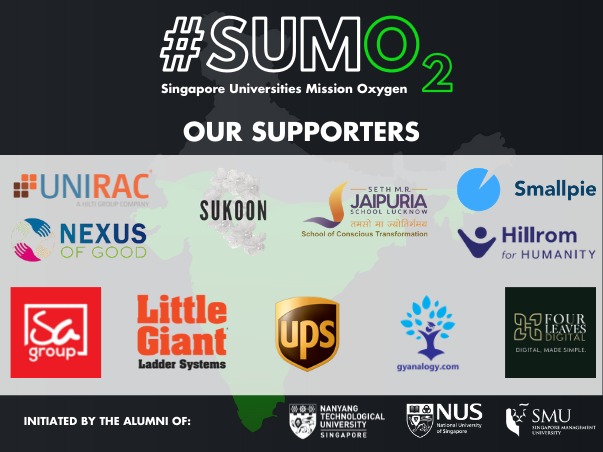 #SUMO2
Singapore Universities Mission Oxygen
OUR SUPPORTERS
UNIRAC
A HILTI GROUP COMPANY
SUKOON
SETH M.R.
JAIPURIA
SCHOOL LUCKNOW
तमसो मा ज्योतिर्गमय
School of Conscious Transformation
Smallpie
NEXUS
OF GOOD
Hillrom
for HUMANITY
Sa
group
Little
Giant
Ladder Systems
ups
gyanalogy.com
FOUR
LEAVES
DIGITAL
DIGITAL, MADE SIMPLE.
INITIATED BY THE ALUMNI OF:
NANYANG
TECHNOLOGICAL
UNIVERSITY
SINGAPORE
NUS
National University
of Singapore
SMU
SINGAPORE MANAGEMENT
UNIVERSITY